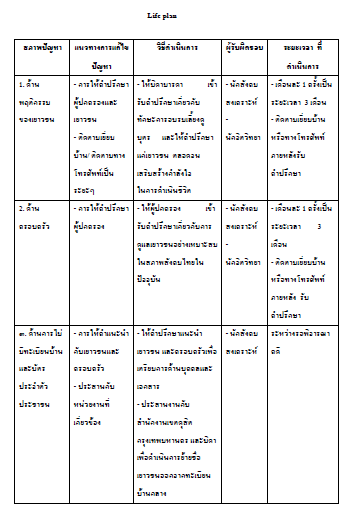 Life plan
สภาพปัญหา
แนวทางการแก้ไข
ปัญหา
วิธีดำเนินการ
ผู้รับผิดชอบ
ระยะเวลา ที่
ดำเนินการ
1. ด้าน
พฤติกรรม
ของเยาวชน
- การให้คำปรึกษา
ผู้ปกครองและ
เยาวชน
- ติดตามเยี่ยม
บ้าน/ ติดตามทาง
โทรศัพท์เป็น
ระยะๆ
- ให้บิดามารดา เข้า
รับคำปรึกษาเกี่ยวกับ
ทักษะการอบรมเลี้ยงดู
บุตร และให้คำปรึกษา
แก่เยาวชน ตลอดจน
เสริมสร้างกำลังใจ
ในการดำเนินชีวิต
- นักสังคม
สงเคราะห์
-
นักจิตวิทยา
- เดือนละ 1 ครั้งเป็น
ระยะเวลา 3 เดือน
- ติดตามเยี่ยมบ้าน
หรือทางโทรศัพท์
ภายหลังรับ
คำปรึกษา
2. ด้าน
ครอบครัว
- การให้คำปรึกษา
ผู้ปกครอง
- ให้ผู้ปกครอง เข้า
รับคำปรึกษาเกี่ยวกับการ
ดูแลเยาวชนอย่างเหมาะสม
ในสภาพสังคมไทยใน
ปัจจุบัน
- นักสังคม
สงเคราะห์
-
นักจิตวิทยา
- เดือนละ 1 ครั้งเป็น
ระยะเวลา 3
เดือน
- ติดตามเยี่ยมบ้าน
หรือทางโทรศัพท์
ภายหลัง รับ
คำปรึกษา
๓. ด้านการไม่
มีทะเบียนบ้าน
และบัตร
ประจำตัว
ประชาชน
- การให้คำแนะนำ
กับเยาวชนและ
ครอบครัว
- ประสานกับ
หน่วยงานที่
เกี่ยวข้อง
- ให้คำปรึกษาแนะนำ
เยาวชน และครอบครัวเพื่อ
เตรียมการด้านบุคคลและ
เอกสาร
- ประสานงานกับ
สำนักงานเขตดุสิต
กรุงเทพมหานคร และบิดา
เพื่อดำเนินการย้ายชื่อ
เยาวชนออกจากทะเบียน
บ้านกลาง
- นักสังคม
สงเคราะห์
ระหว่างรอพิจารณา
คดี